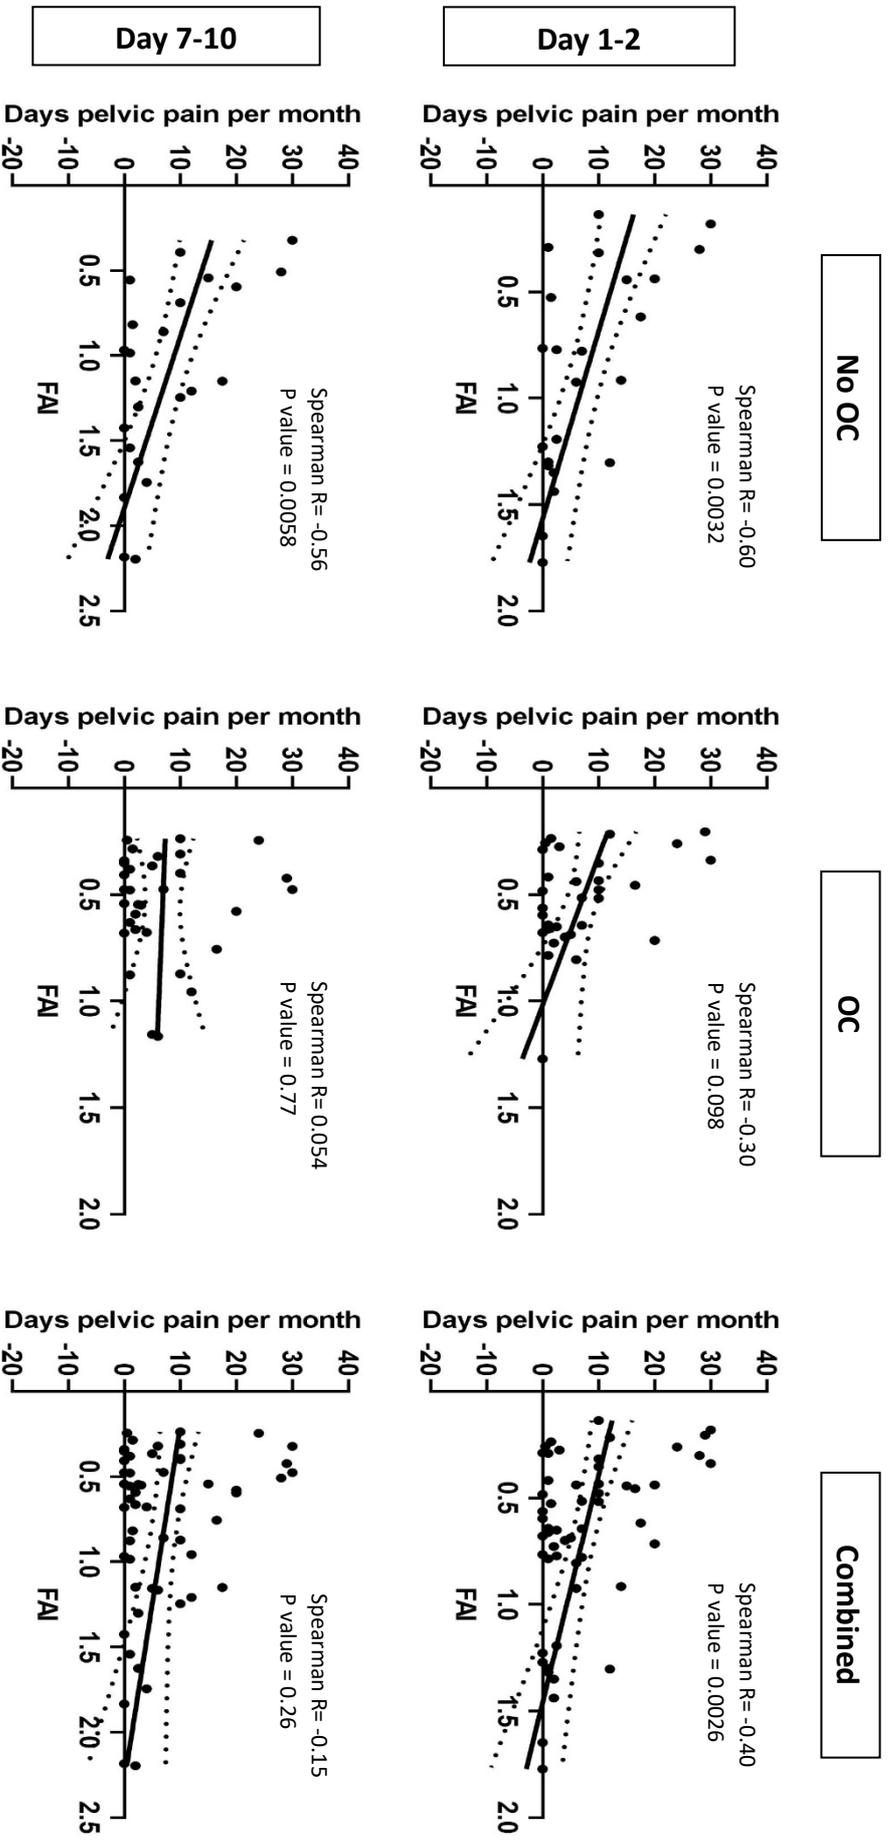 No OC
OC
Combined
Day 1-2
Days pelvic pain per month
40
30
20
10
0
-10
-20
Spearman R= -0.60
P value = 0.0032
0.5 1.0 1.5 2.0
FAI
Days pelvic pain per month
40
30
20
10
0
-10
-20
Spearman R= -0.30
P value = 0.098
0.5 1.0 1.5 2.0
FAI
Days pelvic pain per month
40
30
20
10
0
-10
-20
Spearman R= -0.40
P value = 0.0026
0.5 1.0 1.5 2.0
FAI
Day 7-10
Days pelvic pain per month
40
30
20
10
0
-10
-20
Spearman R= -0.56
P value = 0.0058
0.5 1.0 1.5 2.0 2.5
FAI
Days pelvic pain per month
40
30
20
10
0
-10
-20
Spearman R= 0.054
P value = 0.77
0.5 1.0 1.5 2.0
FAI
Days pelvic pain per month
40
30
20
10
0
-10
-20
Spearman R= -0.15
P value = 0.26
0.5 1.0 1.5 2.0 2.5
FAI